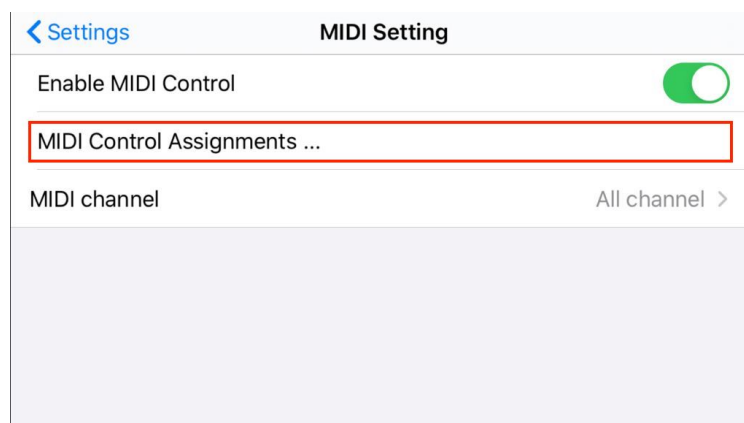 Settings
MIDI Setting
Enable MIDI Control
MIDI Control Assignments ...
MIDI channel
All channel